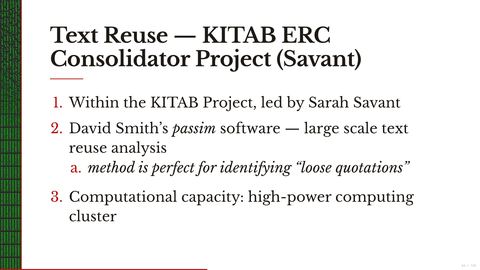 Text Reuse — KITAB ERC
Consolidator Project (Savant)
1. Within the KITAB Project, led by Sarah Savant
2. David Smith’s passim software — large scale text
reuse analysis
a. method is perfect for identifying “loose quotations”
3. Computational capacity: high-power computing
cluster